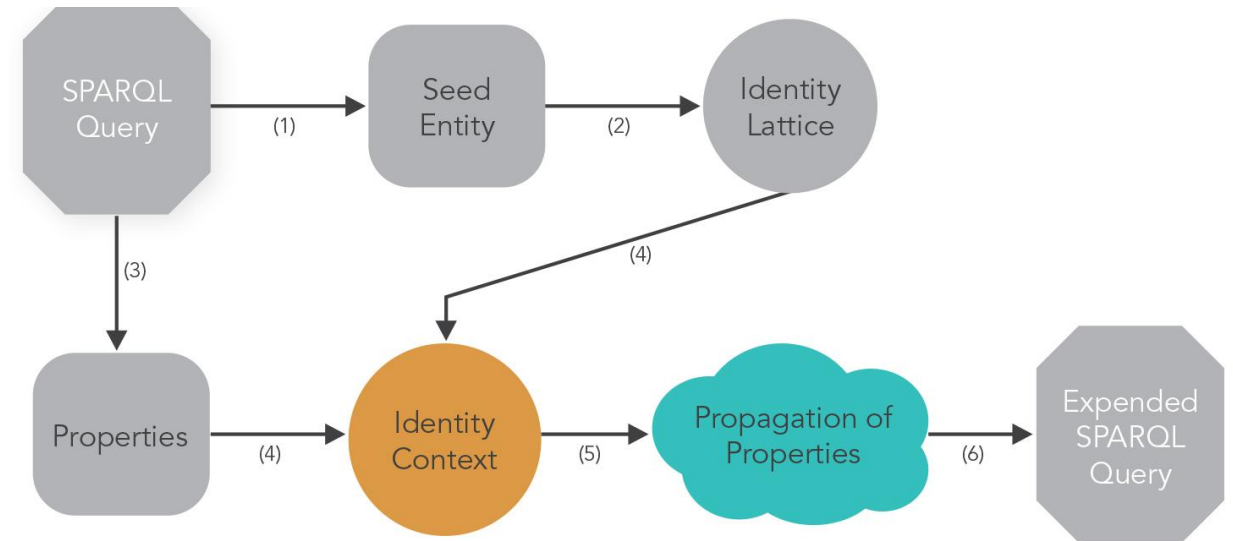 SPARQL
Query
(1)
Seed
Entity
(2)
Identity
Lattice
(3)
(4)
Properties
(4)
Identity
Context
(5)
Propagation of
Properties
(6)
Expended
SPARQL
Query